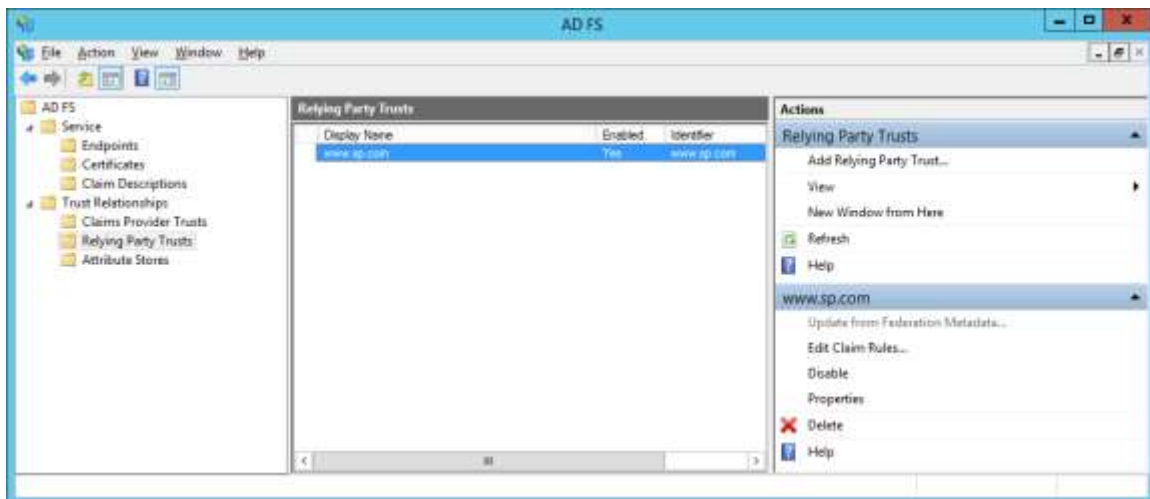 AD FS
File Action View Window Help
AD FS
Service
Endpoints
Certificates
Claim Descriptions
Trust Relationships
Claims Provider Trusts
Relying Party Trusts
Attribute Stores
Relying Party Trusts
Display Name Enabled Identifier
www.sp.com Yes www.sp.com
Actions
Relying Party Trusts
Add Relying Party Trust...
View
New Window from Here
Refresh
Help
www.sp.com
Update from Federation Metadata...
Edit Claim Rules...
Disable
Properties
Delete
Help